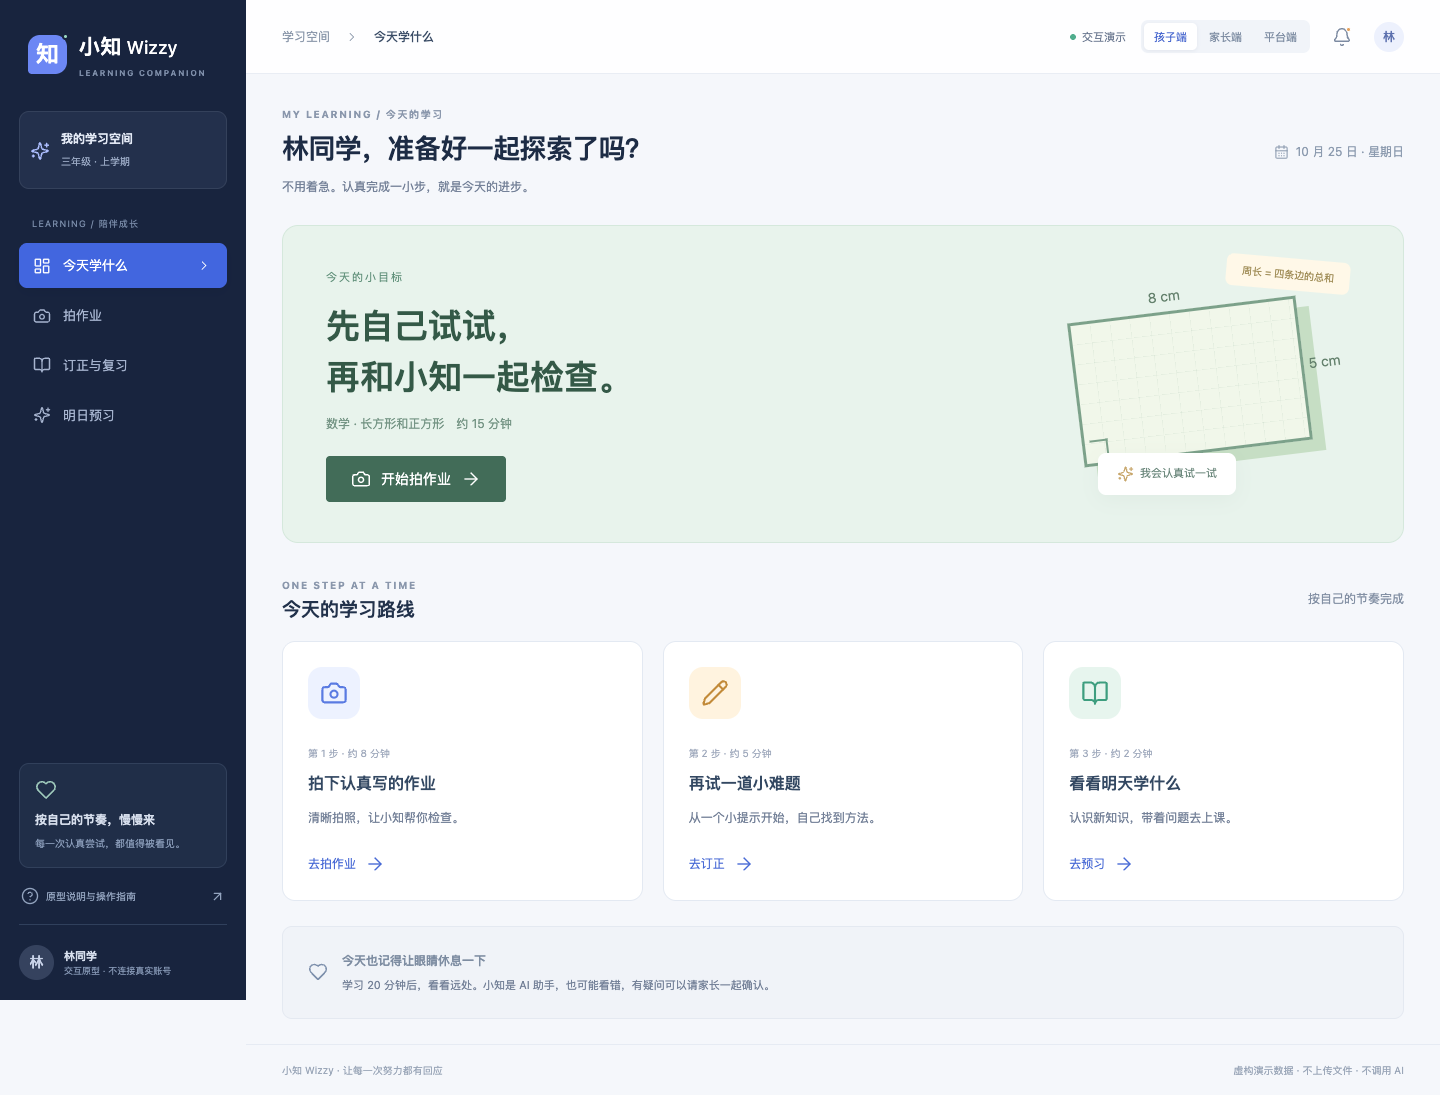 知
小知 Wizzy
LEARNING COMPANION
我的学习空间
三年级 · 上学期
LEARNING / 陪伴成长
今天学什么
拍作业
订正与复习
明日预习
按自己的节奏，慢慢来
每一次认真尝试，都值得被看见。
原型说明与操作指南
林
林同学
交互原型 · 不连接真实账号
学习空间
今天学什么
交互演示
孩子端
家长端
平台端
林
MY LEARNING / 今天的学习
林同学，准备好一起探索了吗？
10 月 25 日 · 星期日
不用着急。认真完成一小步，就是今天的进步。
今天的小目标
先自己试试，
再和小知一起检查。
数学 · 长方形和正方形 约 15 分钟
开始拍作业
周长 = 四条边的总和
8 cm
5 cm
我会认真试一试
ONE STEP AT A TIME
今天的学习路线
按自己的节奏完成
第 1 步 · 约 8 分钟
拍下认真写的作业
清晰拍照，让小知帮你检查。
去拍作业
第 2 步 · 约 5 分钟
再试一道小难题
从一个小提示开始，自己找到方法。
去订正
第 3 步 · 约 2 分钟
看看明天学什么
认识新知识，带着问题去上课。
去预习
今天也记得让眼睛休息一下
学习 20 分钟后，看看远处。小知是 AI 助手，也可能看错，有疑问可以请家长一起确认。
小知 Wizzy · 让每一次努力都有回应
虚构演示数据 · 不上传文件 · 不调用 AI